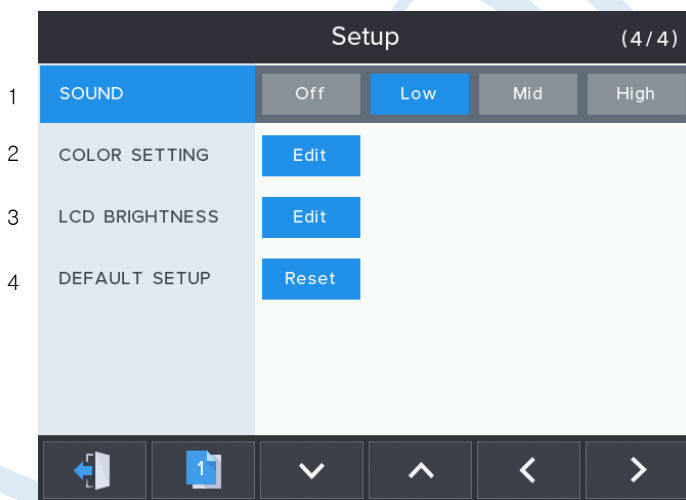 Setup (4/4)
1 SOUND Off Low Mid High
2 COLOR SETTING Edit
3 LCD BRIGHTNESS Edit
4 DEFAULT SETUP Reset
1